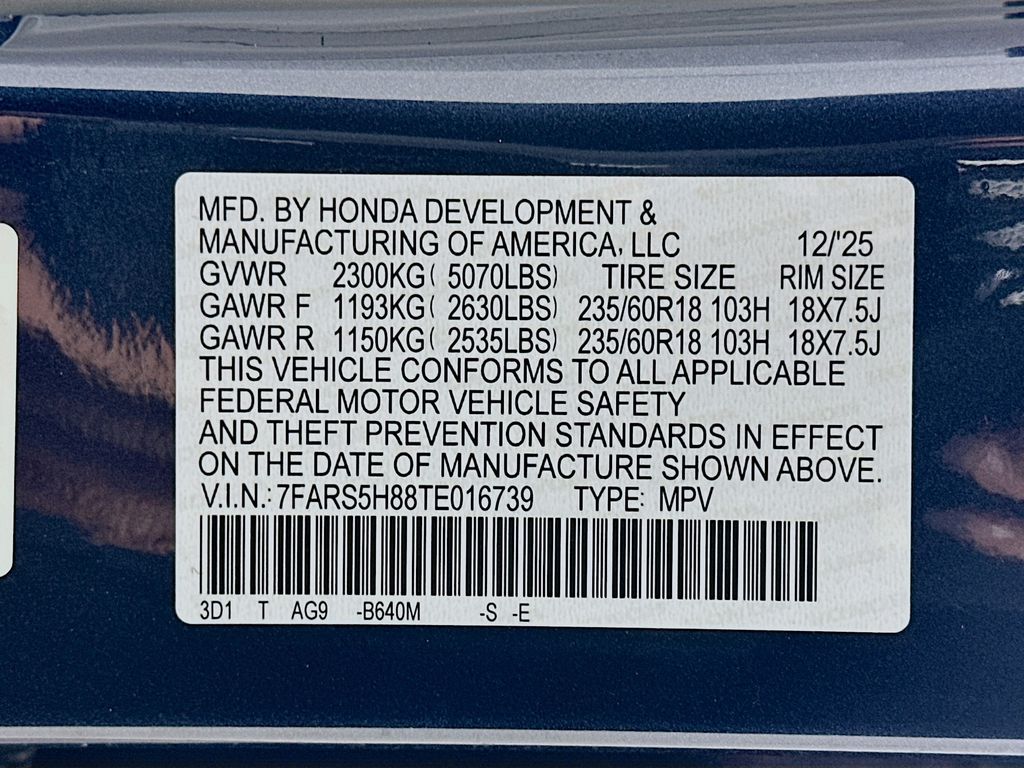 MFD. BY HONDA DEVELOPMENT &
MANUFACTURING OF AMERICA, LLC 12/'25
GVWR 2300KG( 5070LBS) TIRE SIZE RIM SIZE
GAWR F 1193KG( 2630LBS) 235/60R18 103H 18X7.5J
GAWR R 1150KG( 2535LBS) 235/60R18 103H 18X7.5J
THIS VEHICLE CONFORMS TO ALL APPLICABLE
FEDERAL MOTOR VEHICLE SAFETY
AND THEFT PREVENTION STANDARDS IN EFFECT
ON THE DATE OF MANUFACTURE SHOWN ABOVE.
V.I.N.: 7FARS5H88TE016739 TYPE: MPV
3D1 T AG9 -B640M -S -E